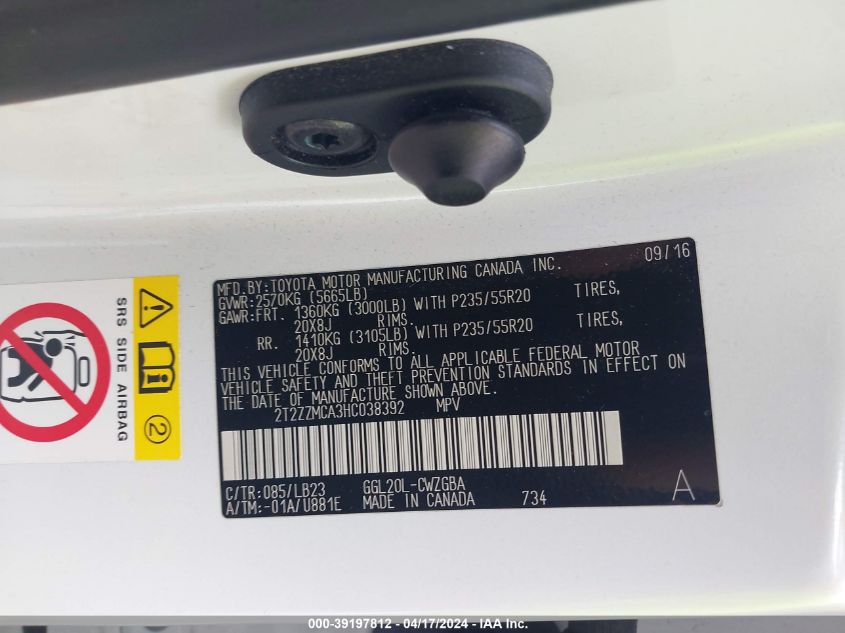 09/16
MFD.BY:TOYOTA MOTOR MANUFACTURING CANADA INC.
GVWR:2570KG (5665LB)
GAWR:FRT. 1360KG (3000LB) WITH P235/55R20 TIRES,
20X8J RIMS.
RR. 1410KG (3105LB) WITH P235/55R20 TIRES,
20X8J RIMS.
THIS VEHICLE CONFORMS TO ALL APPLICABLE FEDERAL MOTOR
VEHICLE SAFETY AND THEFT PREVENTION STANDARDS IN EFFECT ON
THE DATE OF MANUFACTURE SHOWN ABOVE.
2T2ZZMCA3HC038392 MPV
C/TR:085/LB23 GGL20L-CWZGBA
A/TM:-01A/U881E MADE IN CANADA 734 A
SRS SIDE AIRBAG
2
000-39197812 - 04/17/2024 - IAA Inc.